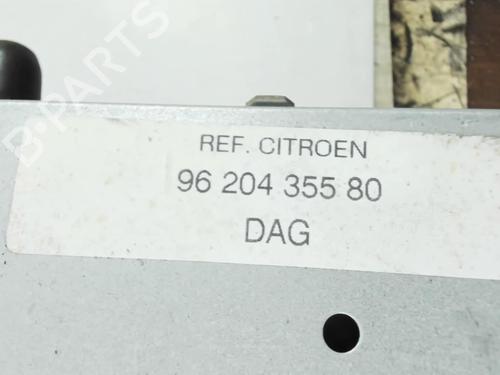 B-PARTS
REF. CITROEN
96 204 355 80
DAG